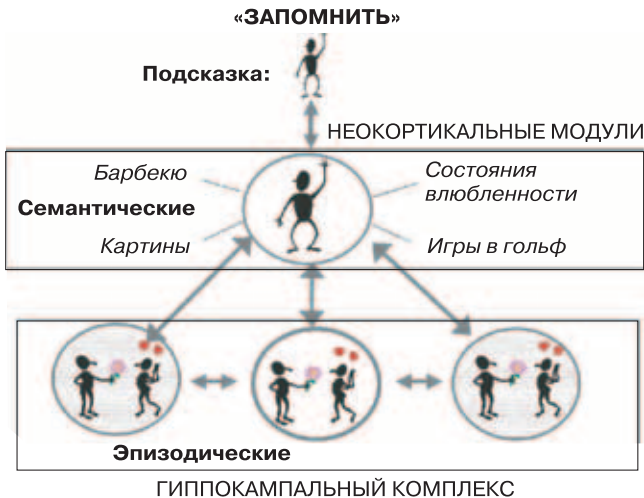 «ЗАПОМНИТЬ»
Подсказка:
НЕОКОРТИКАЛЬНЫЕ МОДУЛИ
Барбекю
Состояния
влюбленности
Семантические
Картины
Игры в гольф
Эпизодические
ГИППОКАМПАЛЬНЫЙ КОМПЛЕКС